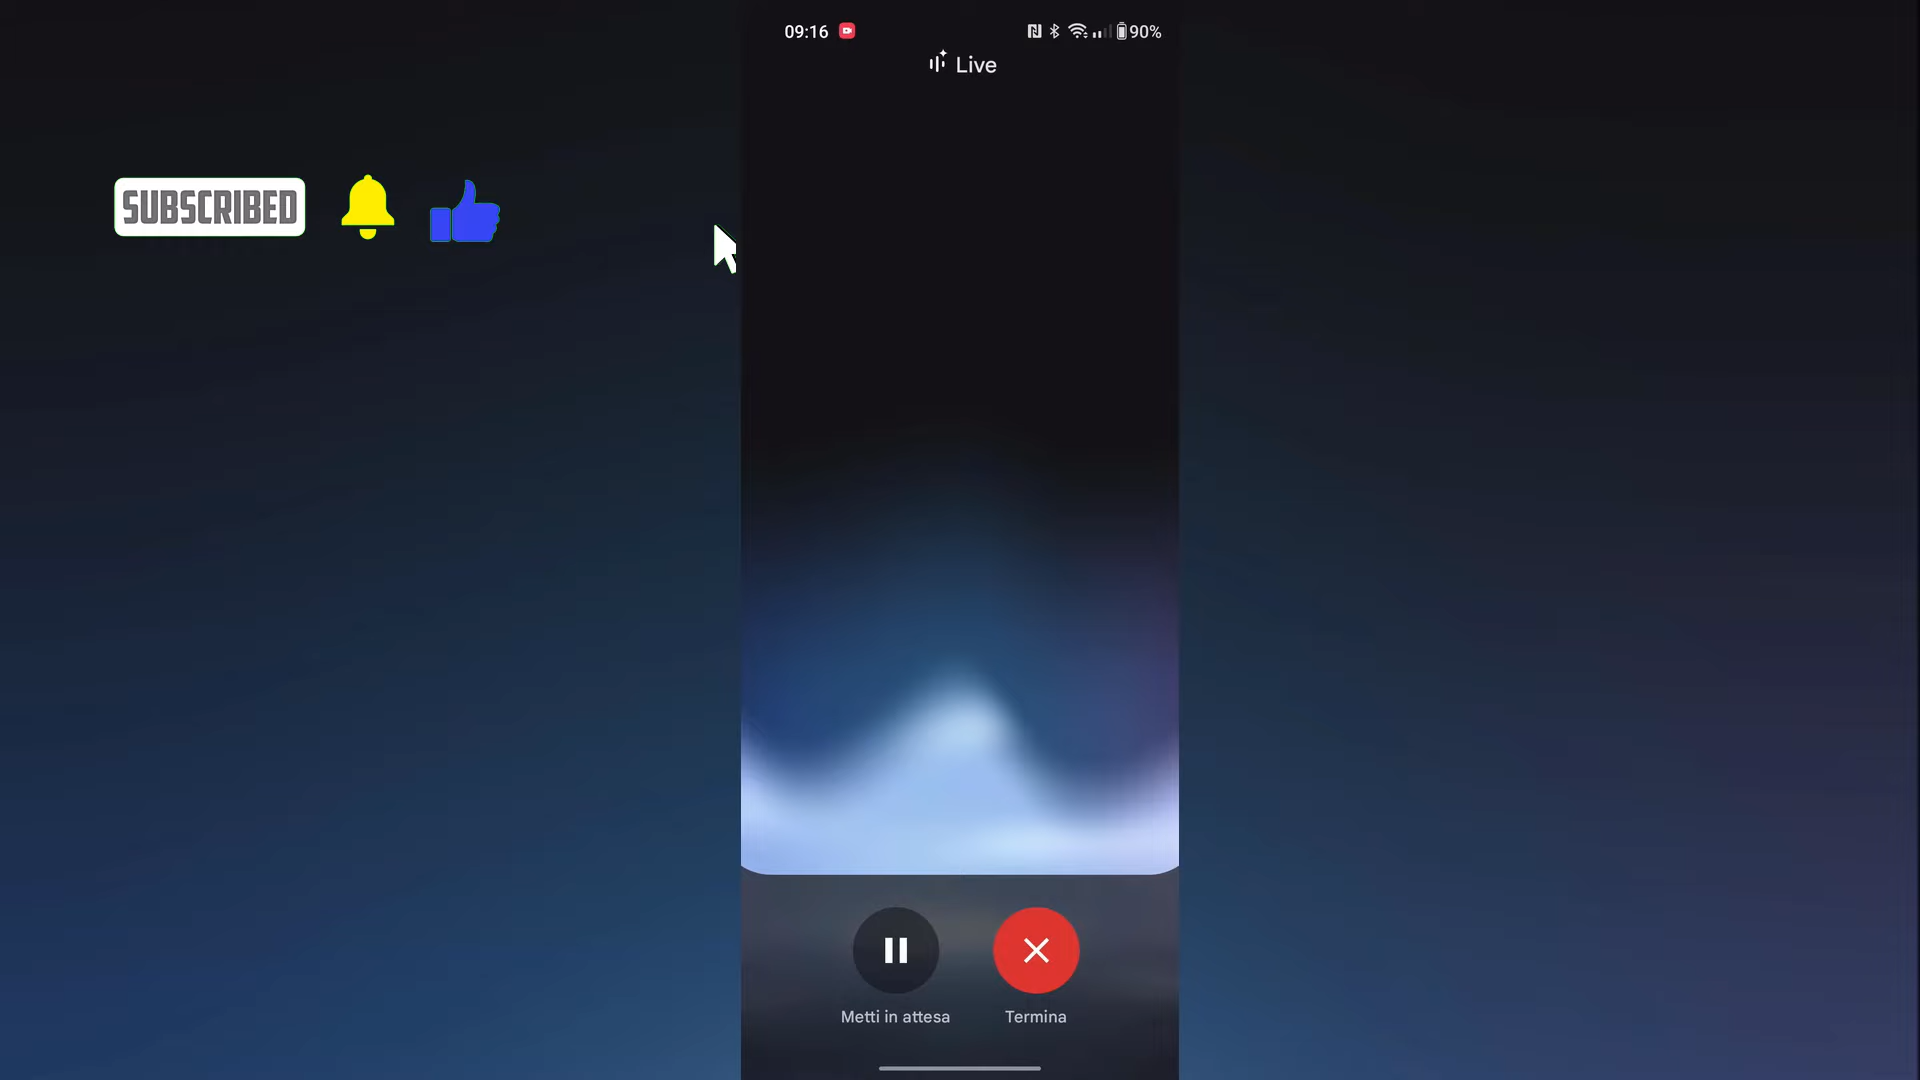 09:16
90%
Live
SUBSCRIBED
Metti in attesa
Termina